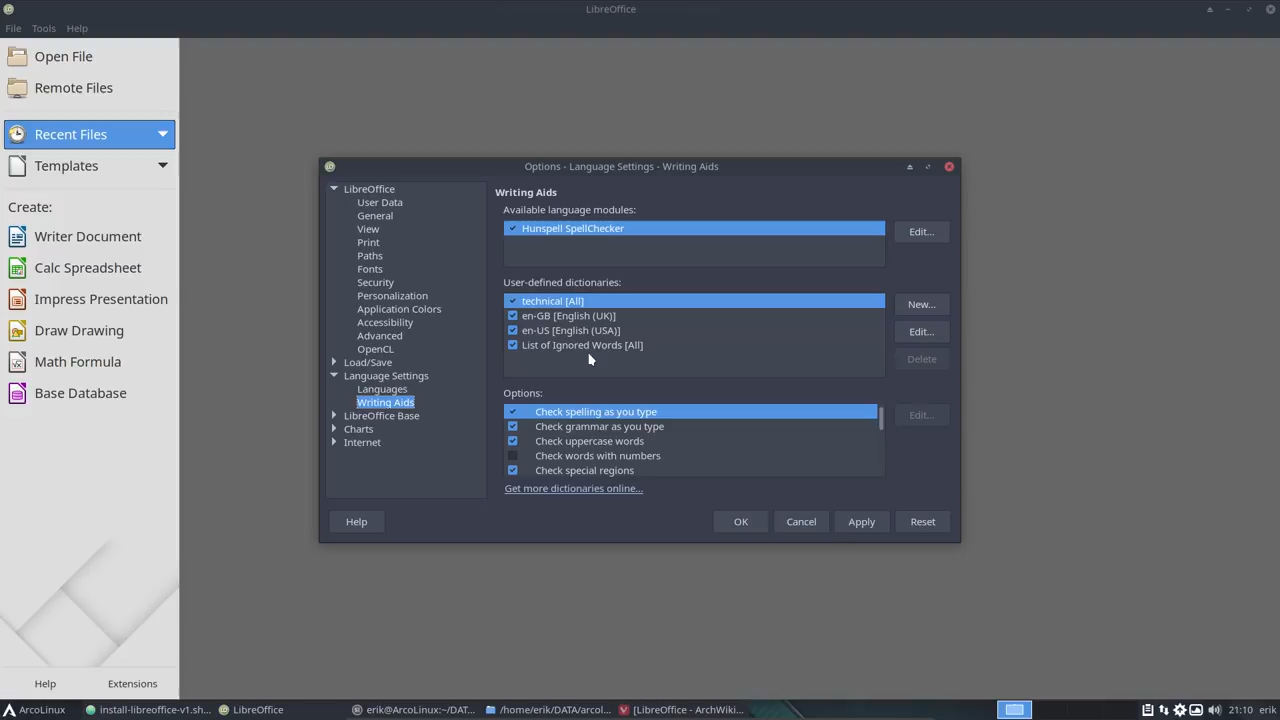 LibreOffice
File Tools Help
Open File
Remote Files
Recent Files
Templates
Create:
Writer Document
Calc Spreadsheet
Impress Presentation
Draw Drawing
Math Formula
Base Database
Help Extensions
Options - Language Settings - Writing Aids
LibreOffice
User Data
General
View
Print
Paths
Fonts
Security
Personalization
Application Colors
Accessibility
Advanced
OpenCL
Load/Save
Language Settings
Languages
Writing Aids
LibreOffice Base
Charts
Internet
Writing Aids
Available language modules:
Hunspell SpellChecker
Edit...
User-defined dictionaries:
technical [All]
en-GB [English (UK)]
en-US [English (USA)]
List of Ignored Words [All]
New...
Edit...
Delete
Options:
Check spelling as you type
Check grammar as you type
Check uppercase words
Check words with numbers
Check special regions
Edit...
Get more dictionaries online...
Help OK Cancel Apply Reset
ArcoLinux install-libreoffice-v1.sh... LibreOffice erik@ArcoLinux:~/DAT... /home/erik/DATA/arcol... [LibreOffice - ArchWiki... 21:10 erik